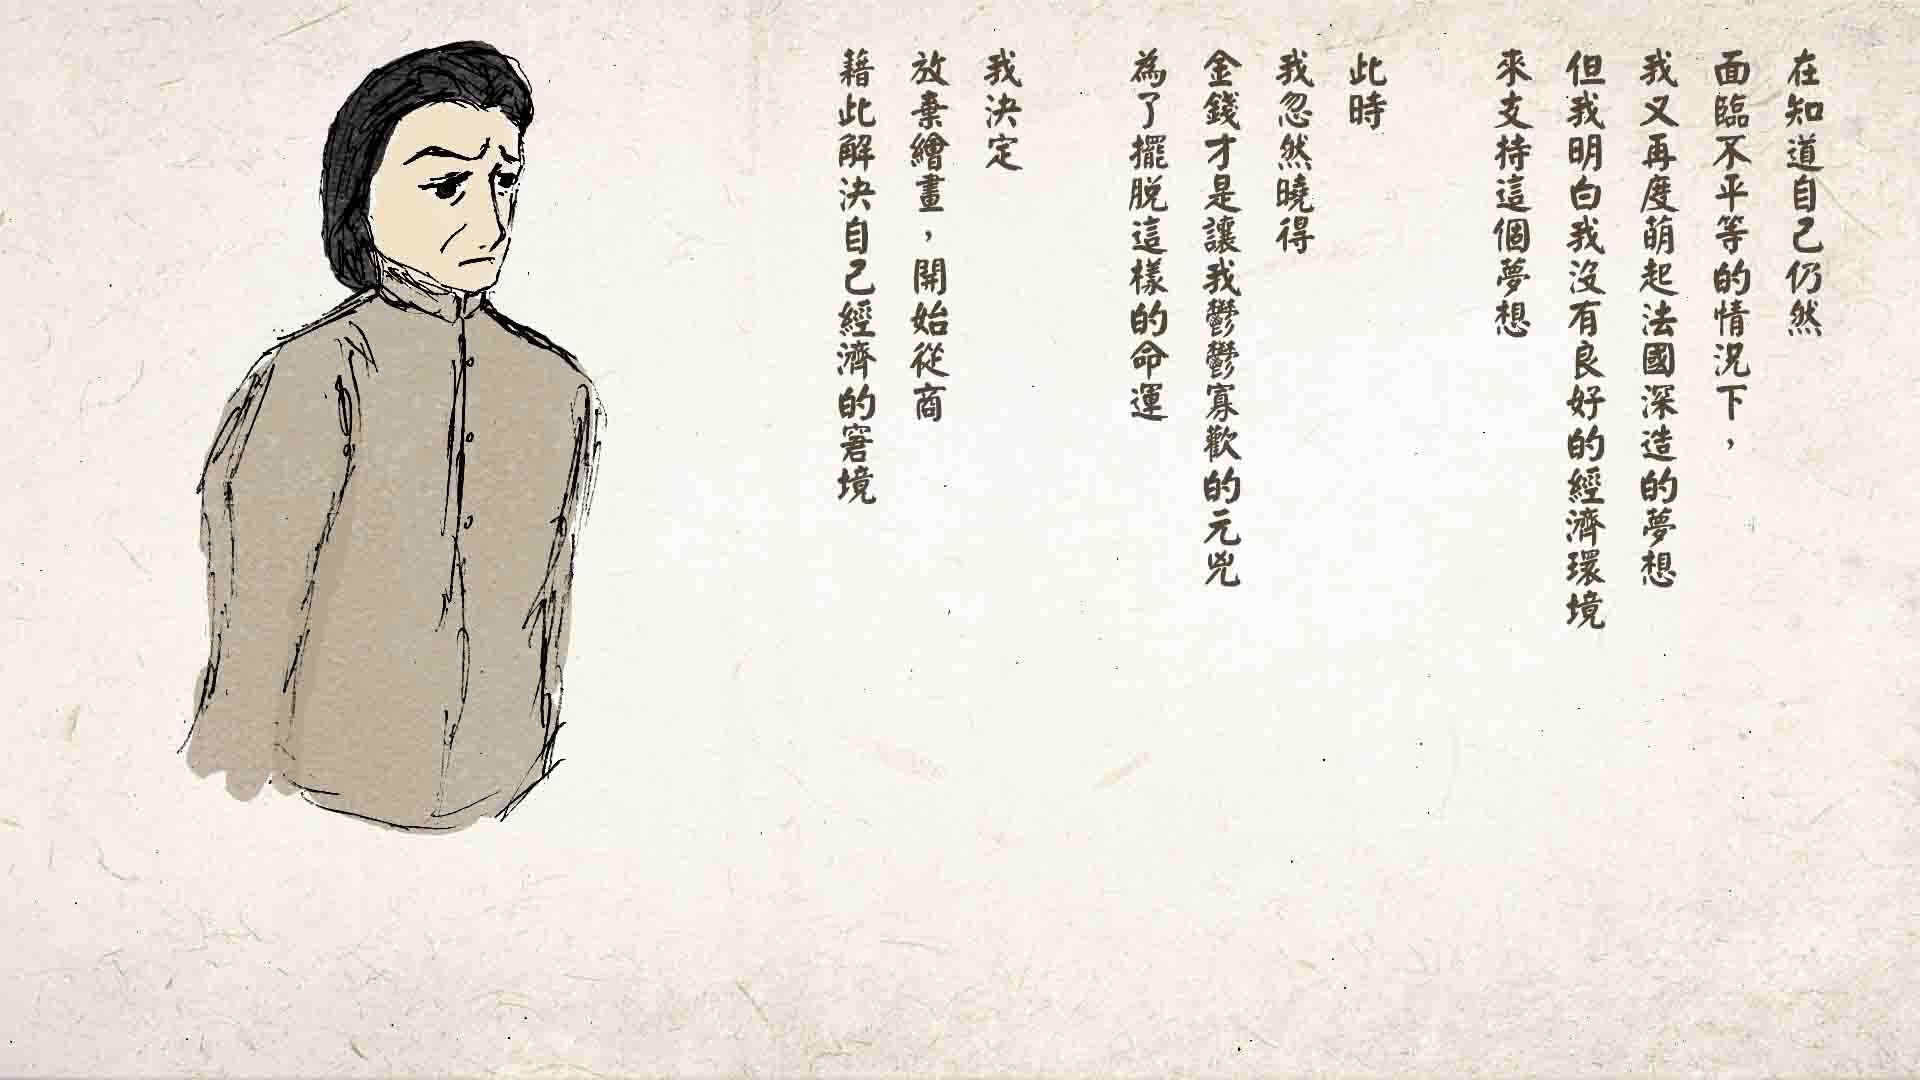 在知道自己仍然
面臨不平等的情況下，
我又再度萌起法國深造的夢想
但我明白我沒有良好的經濟環境
來支持這個夢想
此時
我忽然曉得
金錢才是讓我鬱鬱寡歡的元兇
為了擺脫這樣的命運
我決定
放棄繪畫，開始從商
藉此解決自己經濟的窘境